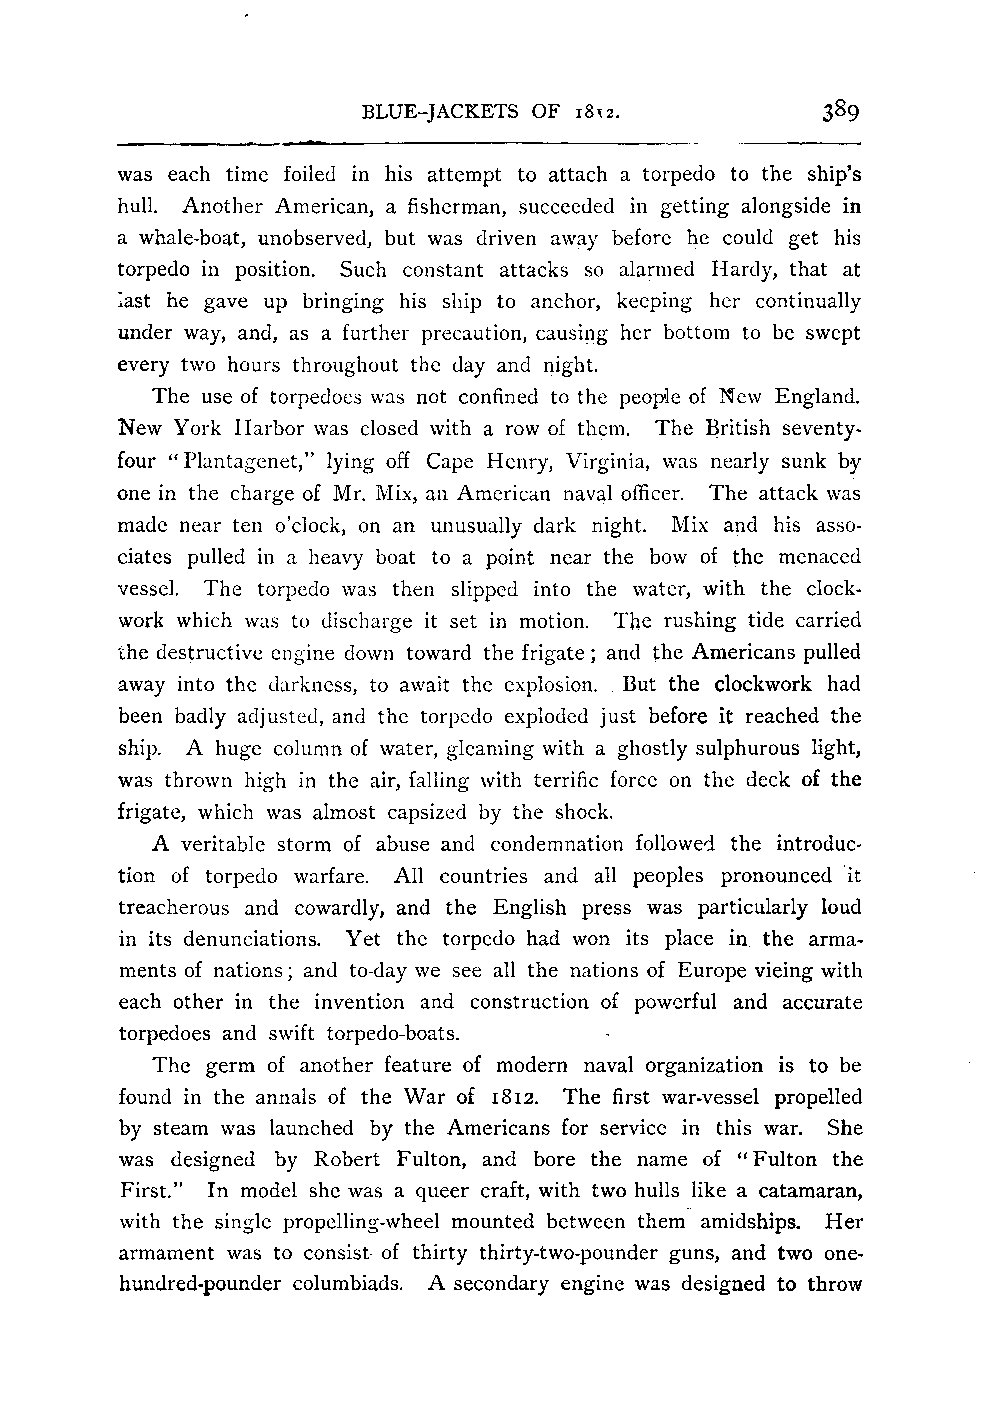 BLUE-JACKETS OF 1812. 389
was each time foiled in his attempt to attach a torpedo to the ship's
hull. Another American, a fisherman, succeeded in getting alongside in
a whale-boat, unobserved, but was driven away before he could get his
torpedo in position. Such constant attacks so alarmed Hardy, that at
last he gave up bringing his ship to anchor, keeping her continually
under way, and, as a further precaution, causing her bottom to be swept
every two hours throughout the day and night.
The use of torpedoes was not confined to the people of New England.
New York Harbor was closed with a row of them. The British seventy-
four "Plantagenet," lying off Cape Henry, Virginia, was nearly sunk by
one in the charge of Mr. Mix, an American naval officer. The attack was
made near ten o'clock, on an unusually dark night. Mix and his asso-
ciates pulled in a heavy boat to a point near the bow of the menaced
vessel. The torpedo was then slipped into the water, with the clock-
work which was to discharge it set in motion. The rushing tide carried
the destructive engine down toward the frigate; and the Americans pulled
away into the darkness, to await the explosion. But the clockwork had
been badly adjusted, and the torpedo exploded just before it reached the
ship. A huge column of water, gleaming with a ghostly sulphurous light,
was thrown high in the air, falling with terrific force on the deck of the
frigate, which was almost capsized by the shock.
A veritable storm of abuse and condemnation followed the introduc-
tion of torpedo warfare. All countries and all peoples pronounced it
treacherous and cowardly, and the English press was particularly loud
in its denunciations. Yet the torpedo had won its place in the arma-
ments of nations; and to-day we see all the nations of Europe vieing with
each other in the invention and construction of powerful and accurate
torpedoes and swift torpedo-boats.
The germ of another feature of modern naval organization is to be
found in the annals of the War of 1812. The first war-vessel propelled
by steam was launched by the Americans for service in this war. She
was designed by Robert Fulton, and bore the name of "Fulton the
First." In model she was a queer craft, with two hulls like a catamaran,
with the single propelling-wheel mounted between them amidships. Her
armament was to consist of thirty thirty-two-pounder guns, and two one-
hundred-pounder columbiads. A secondary engine was designed to throw